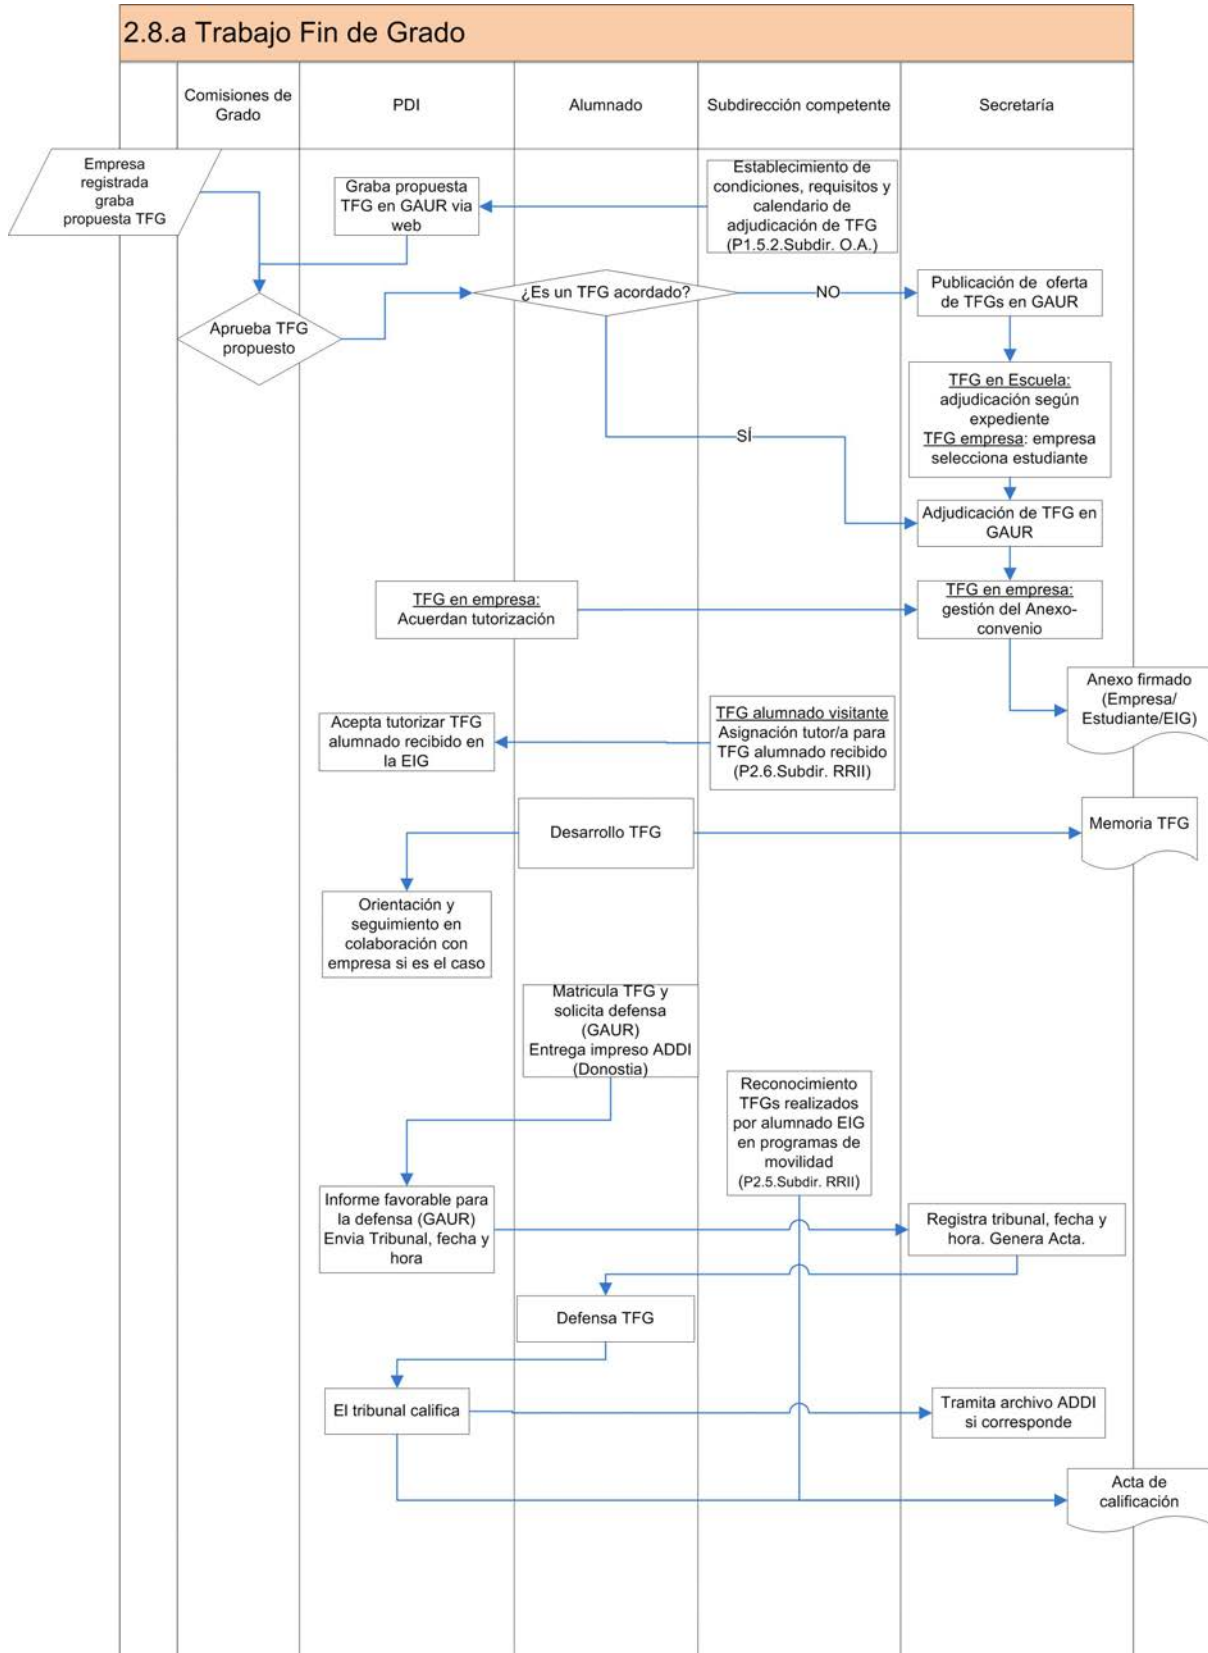 2.8.a Trabajo Fin de Grado
Comisiones de
Grado
PDI
Alumnado
Subdirección competente
Secretaría
Empresa
registrada
graba
propuesta TFG
Graba propuesta
TFG en GAUR via
web
Establecimiento de
condiciones, requisitos y
calendario de
adjudicación de TFG
(P1.5.2.Subdir. O.A.)
Aprueba TFG
propuesto
¿Es un TFG acordado?
NO
Publicación de oferta
de TFGs en GAUR
TFG en Escuela:
adjudicación según
expediente
TFG empresa: empresa
selecciona estudiante
SÍ
Adjudicación de TFG en
GAUR
TFG en empresa:
Acuerdan tutorización
TFG en empresa:
gestión del Anexo-
convenio
Anexo firmado
(Empresa/
Estudiante/EIG)
Acepta tutorizar TFG
alumnado recibido en
la EIG
TFG alumnado visitante
Asignación tutor/a para
TFG alumnado recibido
(P2.6.Subdir. RRII)
Desarrollo TFG
Memoria TFG
Orientación y
seguimiento en
colaboración con
empresa si es el caso
Matricula TFG y
solicita defensa
(GAUR)
Entrega impreso ADDI
(Donostia)
Reconocimiento
TFGs realizados
por alumnado EIG
en programas de
movilidad
(P2.5.Subdir. RRII)
Informe favorable para
la defensa (GAUR)
Envia Tribunal, fecha y
hora
Registra tribunal, fecha y
hora. Genera Acta.
Defensa TFG
El tribunal califica
Tramita archivo ADDI
si corresponde
Acta de
calificación